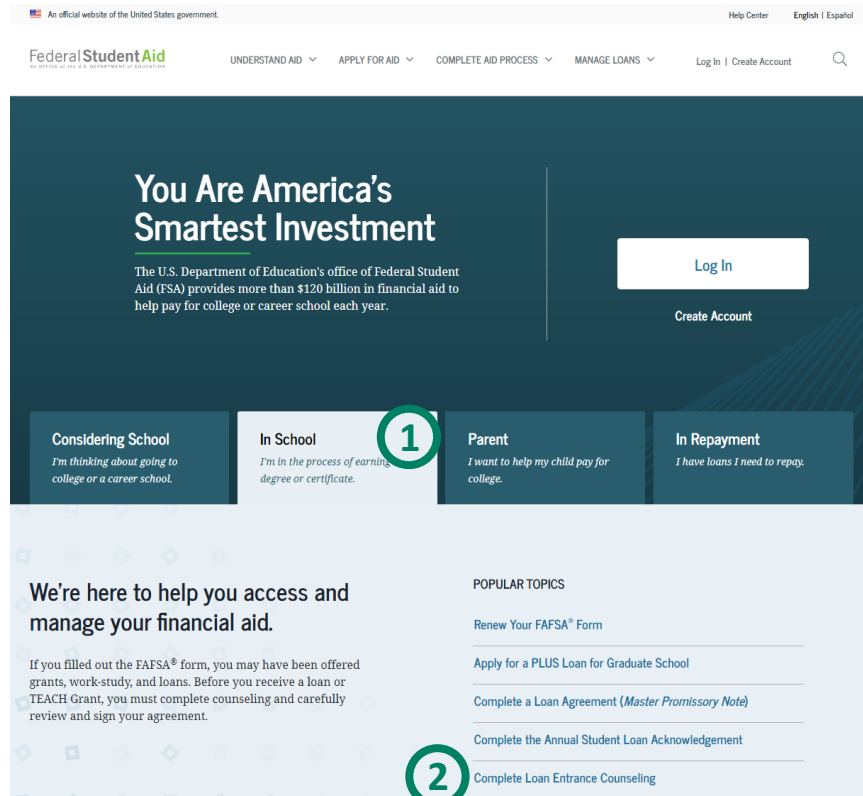 An official website of the United States government.
Help Center English | Español
Federal Student Aid
An OFFICE of the U.S. DEPARTMENT of EDUCATION
UNDERSTAND AID APPLY FOR AID COMPLETE AID PROCESS MANAGE LOANS Log In | Create Account
You Are America's
Smartest Investment
The U.S. Department of Education's office of Federal Student
Aid (FSA) provides more than $120 billion in financial aid to
help pay for college or career school each year.
Log In
Create Account
Considering School
I'm thinking about going to
college or a career school.
In School
1
I'm in the process of earning
degree or certificate.
Parent
I want to help my child pay for
college.
In Repayment
I have loans I need to repay.
We're here to help you access and
manage your financial aid.
If you filled out the FAFSA® form, you may have been offered
grants, work-study, and loans. Before you receive a loan or
TEACH Grant, you must complete counseling and carefully
review and sign your agreement.
POPULAR TOPICS
Renew Your FAFSA® Form
Apply for a PLUS Loan for Graduate School
Complete a Loan Agreement (Master Promissory Note)
Complete the Annual Student Loan Acknowledgement
2
Complete Loan Entrance Counseling